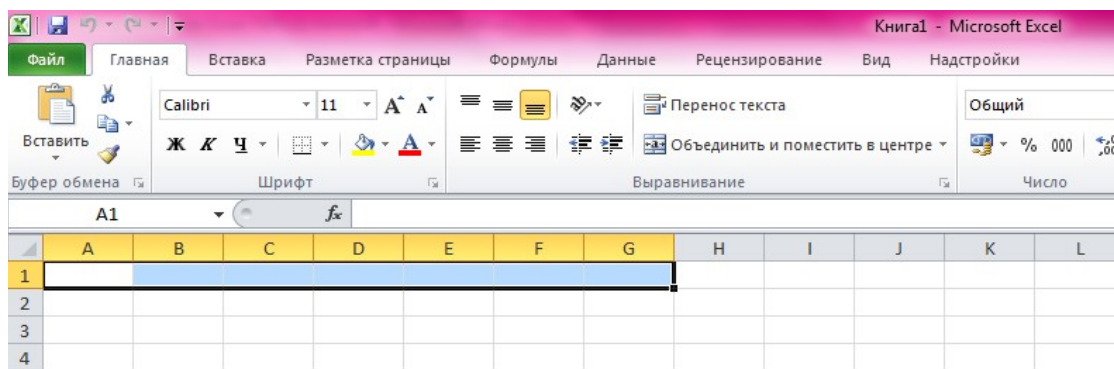 Книга1 - Microsoft Excel
Файл Главная Вставка Разметка страницы Формулы Данные Рецензирование Вид Надстройки
Вставить Calibri 11 A A Перенос текста Общий
Ж К Ч Объединить и поместить в центре % 000
Буфер обмена Шрифт Выравнивание Число
A1 fx
A B C D E F G H I J K L
1
2
3
4